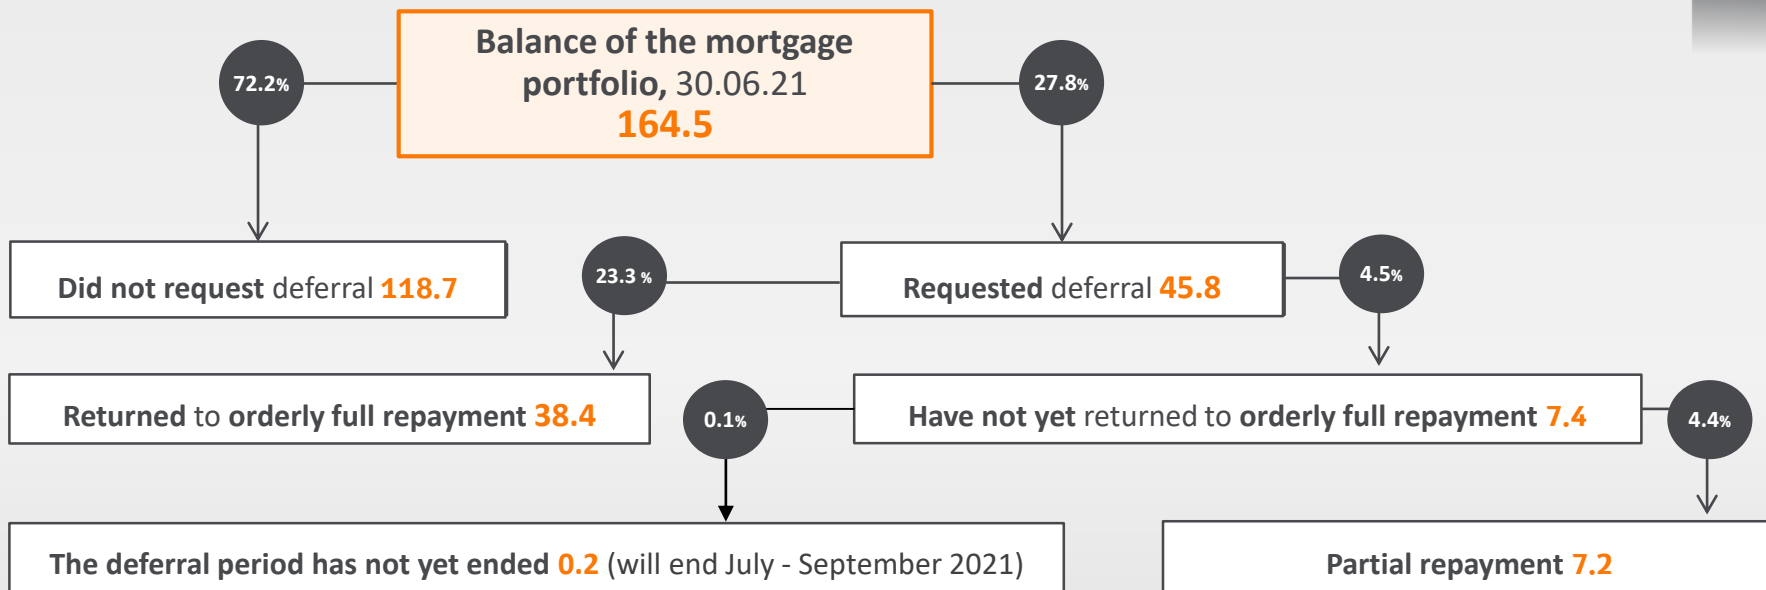 Balance of the mortgage
portfolio, 30.06.21
164.5
72.2%
27.8%
Did not request deferral 118.7
23.3 %
Requested deferral 45.8
4.5%
Returned to orderly full repayment 38.4
0.1%
Have not yet returned to orderly full repayment 7.4
4.4%
The deferral period has not yet ended 0.2 (will end July - September 2021)
Partial repayment 7.2